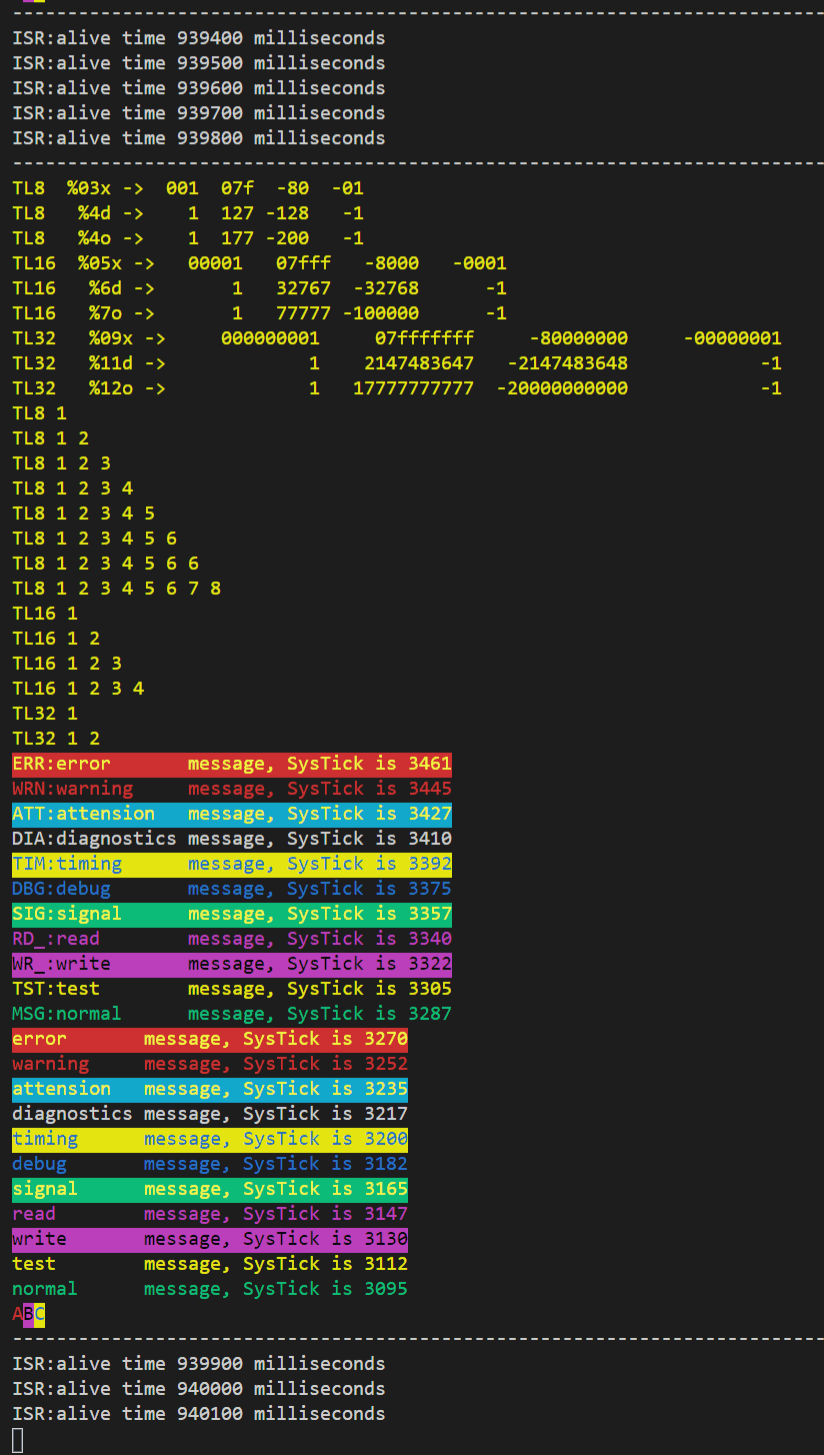 --------------------------------------------------------------------------
ISR:alive time 939400 milliseconds
ISR:alive time 939500 milliseconds
ISR:alive time 939600 milliseconds
ISR:alive time 939700 milliseconds
ISR:alive time 939800 milliseconds
--------------------------------------------------------------------------
TL8  %03x ->  001  07f  -80  -01
TL8   %4d ->    1  127 -128   -1
TL8   %4o ->    1  177 -200   -1
TL16  %05x ->   00001   07fff   -8000   -0001
TL16   %6d ->       1   32767  -32768      -1
TL16   %7o ->       1   77777 -100000      -1
TL32   %09x ->     000000001     07fffffff     -80000000     -00000001
TL32   %11d ->             1    2147483647   -2147483648            -1
TL32   %12o ->             1   17777777777  -20000000000            -1
TL8 1
TL8 1 2
TL8 1 2 3
TL8 1 2 3 4
TL8 1 2 3 4 5
TL8 1 2 3 4 5 6
TL8 1 2 3 4 5 6 6
TL8 1 2 3 4 5 6 7 8
TL16 1
TL16 1 2
TL16 1 2 3
TL16 1 2 3 4
TL32 1
TL32 1 2
ERR:error       message, SysTick is 3461
WRN:warning     message, SysTick is 3445
ATT:attension   message, SysTick is 3427
DIA:diagnostics message, SysTick is 3410
TIM:timing      message, SysTick is 3392
DBG:debug       message, SysTick is 3375
SIG:signal      message, SysTick is 3357
RD_:read        message, SysTick is 3340
WR_:write       message, SysTick is 3322
TST:test        message, SysTick is 3305
MSG:normal      message, SysTick is 3287
error       message, SysTick is 3270
warning     message, SysTick is 3252
attension   message, SysTick is 3235
diagnostics message, SysTick is 3217
timing      message, SysTick is 3200
debug       message, SysTick is 3182
signal      message, SysTick is 3165
read        message, SysTick is 3147
write       message, SysTick is 3130
test        message, SysTick is 3112
normal      message, SysTick is 3095
ABC
--------------------------------------------------------------------------
ISR:alive time 939900 milliseconds
ISR:alive time 940000 milliseconds
ISR:alive time 940100 milliseconds